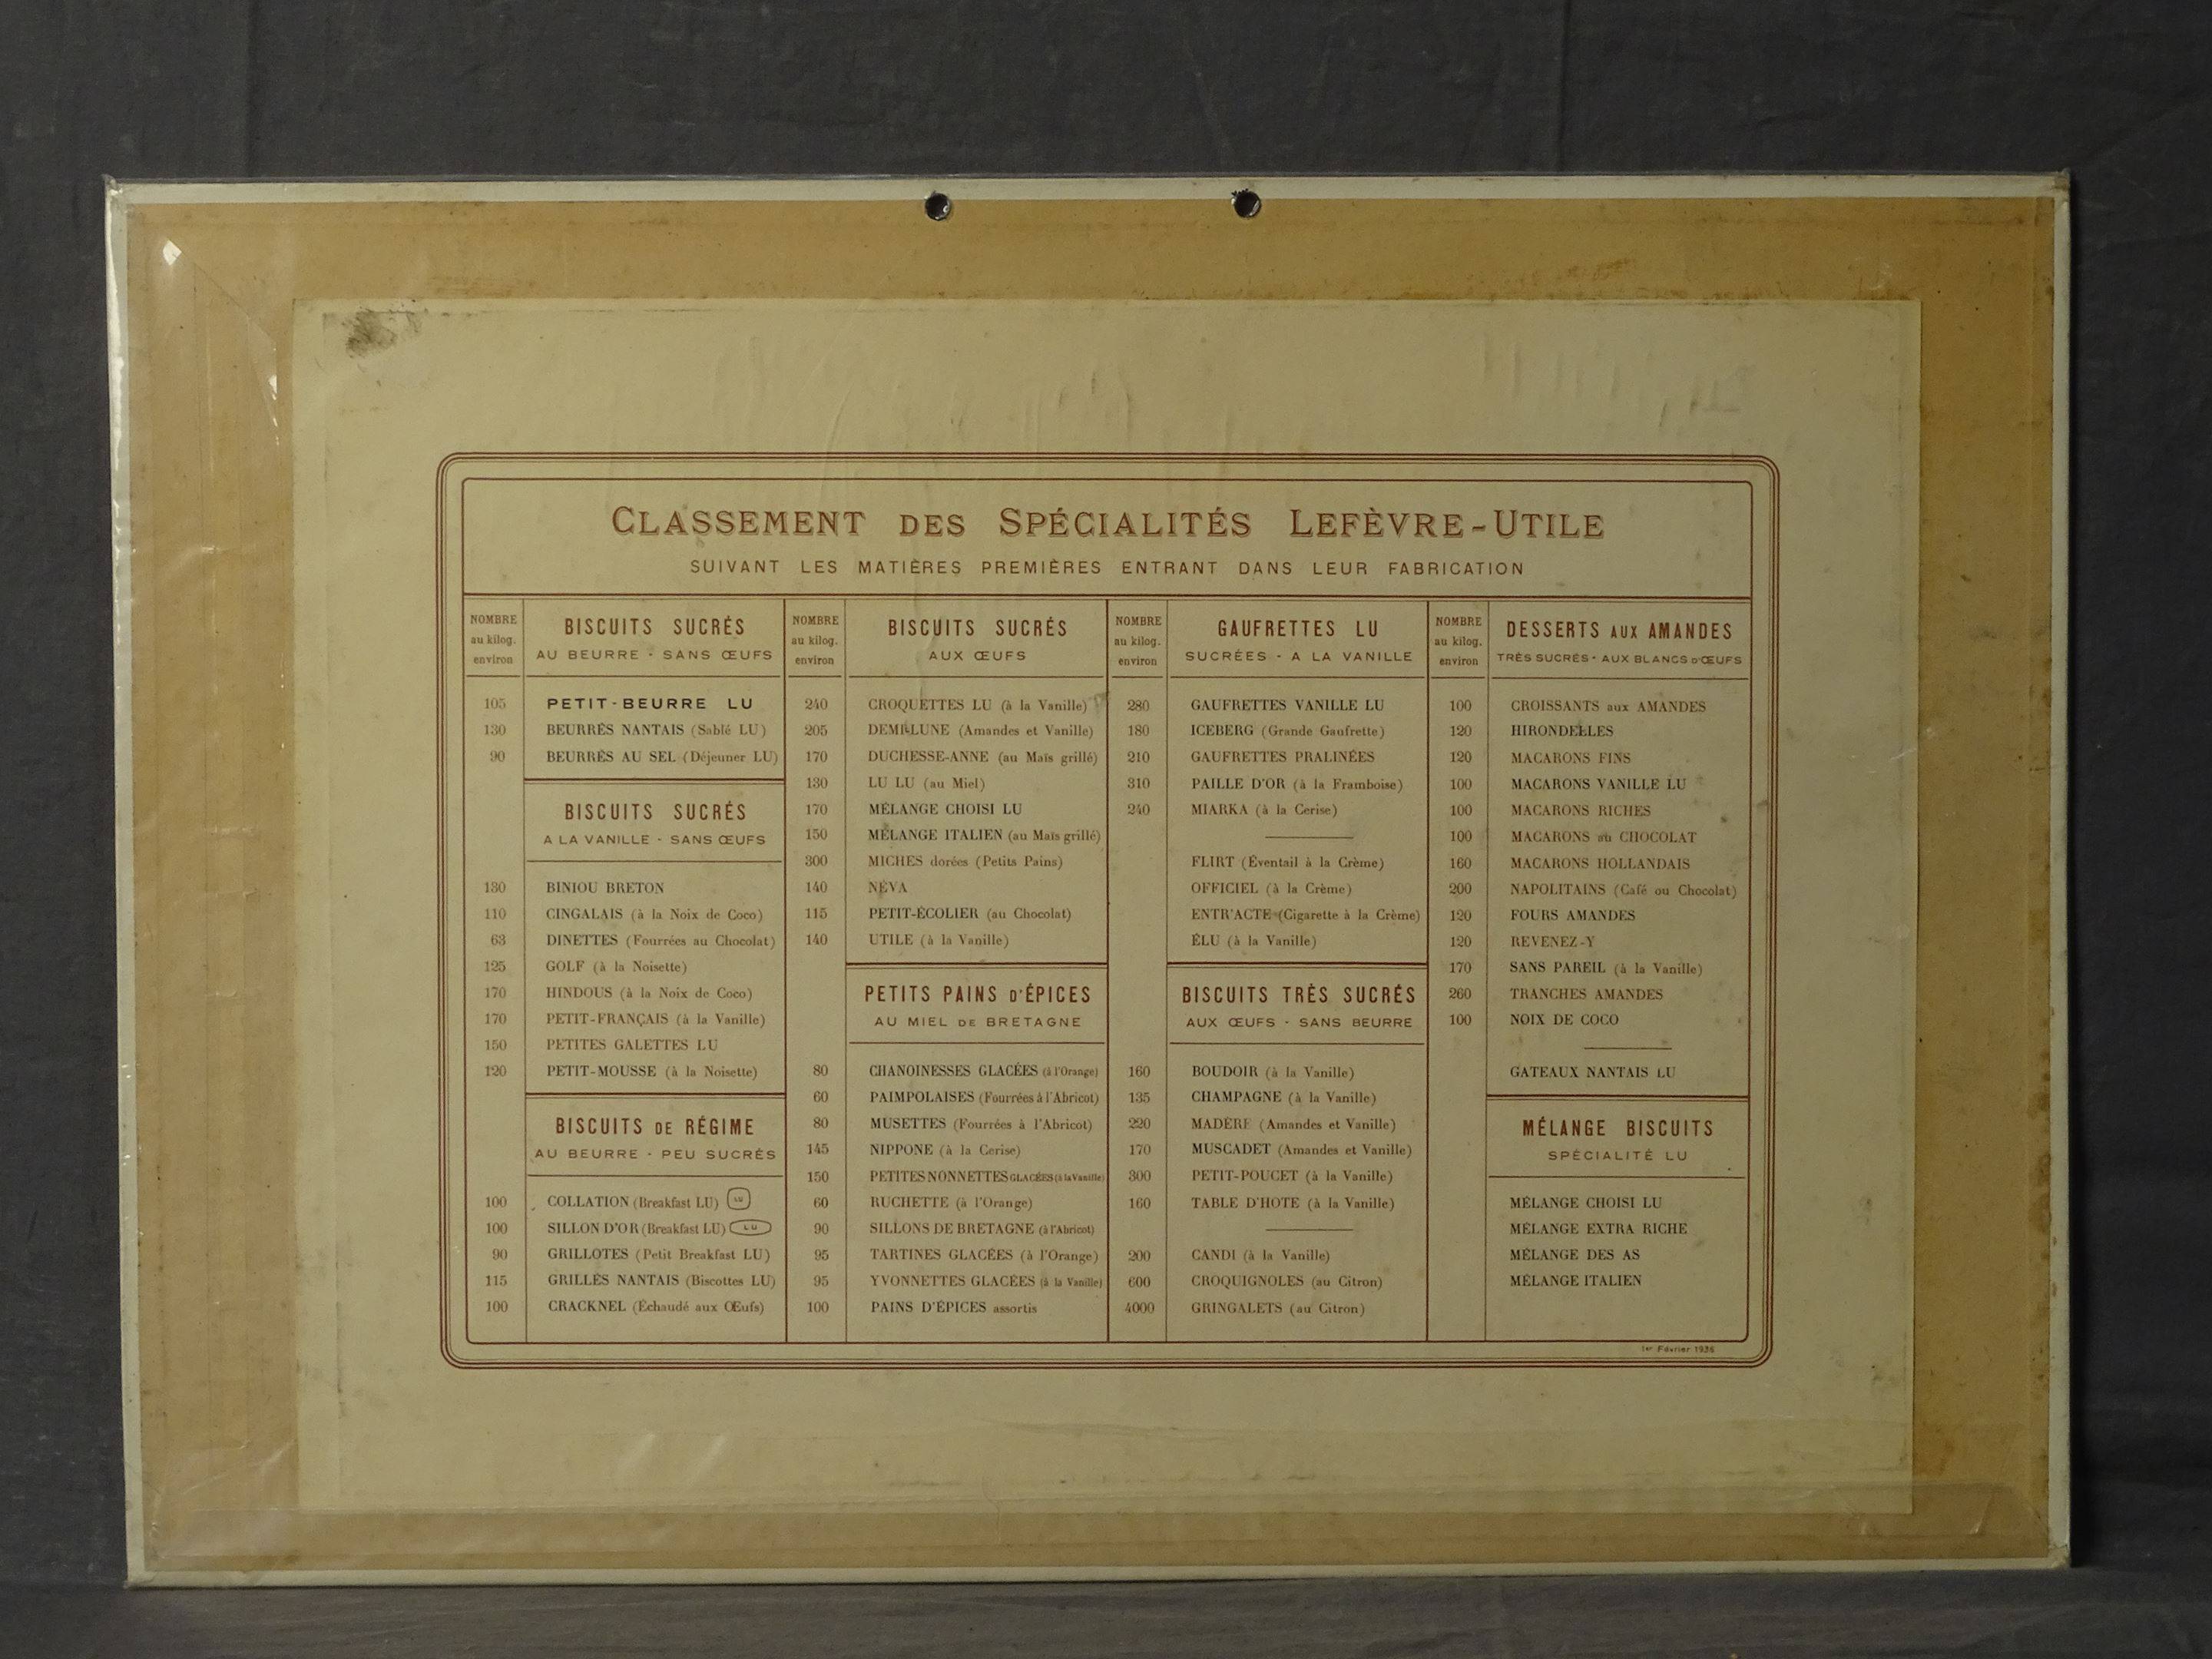 CLASSEMENT DES SPÉCIALITÉS LEFÈVRE-UTILE
SUIVANT LES MATIÈRES PREMIÈRES ENTRANT DANS LEUR FABRICATION
NOMBRE
au kilog.
environ
BISCUITS SUCRÉS
AU BEURRE - SANS ŒUFS
105 PETIT-BEURRE LU
130 BEURRÉS NANTAIS (Sablé LU)
90 BEURRÉS AU SEL (Déjeuner LU)
BISCUITS SUCRÉS
A LA VANILLE - SANS ŒUFS
130 BINIOU BRETON
110 CINGALAIS (à la Noix de Coco)
63 DINETTES (Fourrées au Chocolat)
125 GOLF (à la Noisette)
170 HINDOUS (à la Noix de Coco)
170 PETIT-FRANÇAIS (à la Vanille)
150 PETITES GALETTES LU
120 PETIT-MOUSSE (à la Noisette)
BISCUITS DE RÉGIME
AU BEURRE - PEU SUCRÉS
100 COLLATION (Breakfast LU) LU
100 SILLON D'OR (Breakfast LU) LU
90 GRILLOTES (Petit Breakfast LU)
115 GRILLÉS NANTAIS (Biscottes LU)
100 CRACKNEL (Échaudé aux Œufs)
NOMBRE
au kilog.
environ
BISCUITS SUCRÉS
AUX ŒUFS
240 CROQUETTES LU (à la Vanille)
205 DEMI-LUNE (Amandes et Vanille)
170 DUCHESSE-ANNE (au Maïs grillé)
130 LU LU (au Miel)
170 MÉLANGE CHOISI LU
150 MÉLANGE ITALIEN (au Maïs grillé)
300 MICHES dorées (Petits Pains)
140 NÉVA
115 PETIT-ÉCOLIER (au Chocolat)
140 UTILE (à la Vanille)
PETITS PAINS D'ÉPICES
AU MIEL DE BRETAGNE
80 CHANOINESSES GLACÉES (à l'Orange)
60 PAIMPOLAISES (Fourrées à l'Abricot)
80 MUSETTES (Fourrées à l'Abricot)
145 NIPPONE (à la Cerise)
150 PETITES NONNETTES GLACÉES (à la Vanille)
60 RUCHETTE (à l'Orange)
90 SILLONS DE BRETAGNE (à l'Abricot)
95 TARTINES GLACÉES (à l'Orange)
95 YVONNETTES GLACÉES (à la Vanille)
100 PAINS D'ÉPICES assortis
NOMBRE
au kilog.
environ
GAUFRETTES LU
SUCRÉES - A LA VANILLE
280 GAUFRETTES VANILLE LU
180 ICEBERG (Grande Gaufrette)
210 GAUFRETTES PRALINÉES
310 PAILLE D'OR (à la Framboise)
240 MIARKA (à la Cerise)
FLIRT (Éventail à la Crème)
OFFICIEL (à la Crème)
ENTR'ACTE (Cigarette à la Crème)
ÉLU (à la Vanille)
BISCUITS TRÈS SUCRÉS
AUX ŒUFS - SANS BEURRE
160 BOUDOIR (à la Vanille)
135 CHAMPAGNE (à la Vanille)
220 MADÈRE (Amandes et Vanille)
170 MUSCADET (Amandes et Vanille)
300 PETIT-POUCET (à la Vanille)
160 TABLE D'HOTE (à la Vanille)
200 CANDI (à la Vanille)
600 CROQUIGNOLES (au Citron)
4000 GRINGALETS (au Citron)
NOMBRE
au kilog.
environ
DESSERTS AUX AMANDES
TRÈS SUCRÉS - AUX BLANCS D'ŒUFS
100 CROISSANTS aux AMANDES
120 HIRONDELLES
120 MACARONS FINS
100 MACARONS VANILLE LU
100 MACARONS RICHES
100 MACARONS au CHOCOLAT
160 MACARONS HOLLANDAIS
200 NAPOLITAINS (Café ou Chocolat)
120 FOURS AMANDES
120 REVENEZ-Y
170 SANS PAREIL (à la Vanille)
260 TRANCHES AMANDES
100 NOIX DE COCO
GATEAUX NANTAIS LU
MÉLANGE BISCUITS
SPÉCIALITÉ LU
MÉLANGE CHOISI LU
MÉLANGE EXTRA RICHE
MÉLANGE DES AS
MÉLANGE ITALIEN
1er Février 1936